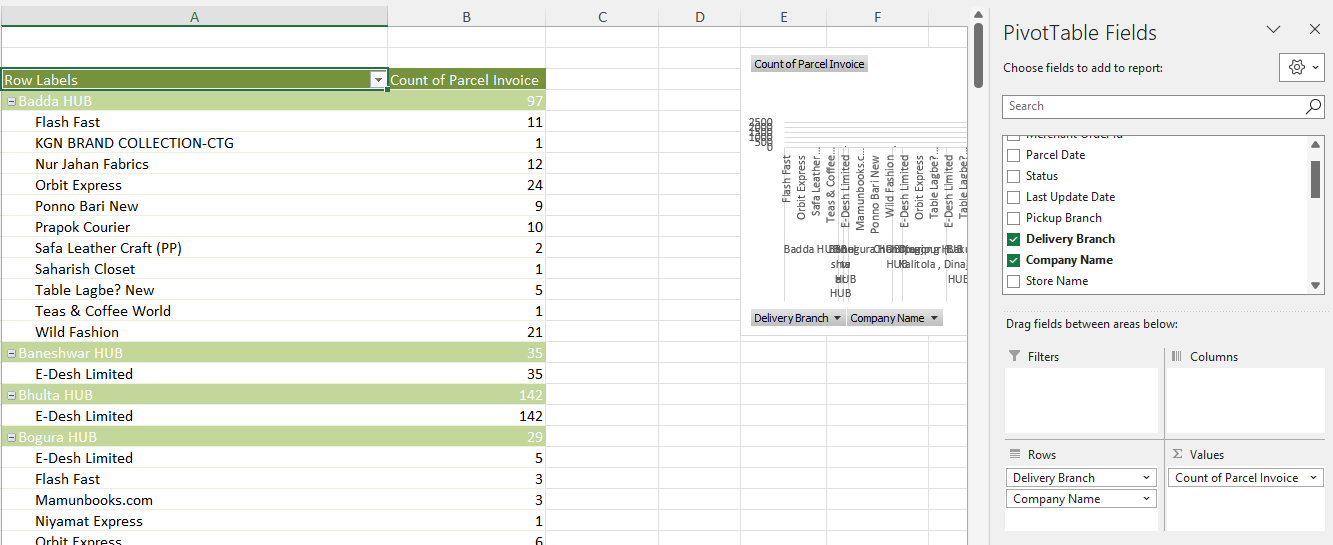 A B C D E F
Row Labels Count of Parcel Invoice
Badda HUB 97
Flash Fast 11
KGN BRAND COLLECTION-CTG 1
Nur Jahan Fabrics 12
Orbit Express 24
Ponno Bari New 9
Prapok Courier 10
Safa Leather Craft (PP) 2
Saharish Closet 1
Table Lagbe? New 5
Teas & Coffee World 1
Wild Fashion 21
Baneshwar HUB 35
E-Desh Limited 35
Bhulta HUB 142
E-Desh Limited 142
Bogura HUB 29
E-Desh Limited 5
Flash Fast 3
Mamunbooks.com 3
Niyamat Express 1
Orbit Express 6
Count of Parcel Invoice
2500
500
0
Flash Fast
Orbit Express
Safa Leather...
Teas & Coffee...
E-Desh Limited
Mamunbooks.c...
Ponno Bari New
Wild Fashion
E-Desh Limited
Orbit Express
Table Lagbe?...
E-Desh Limited
Table Lagbe?
Badda
HUB
Delivery Branch Company Name
PivotTable Fields
Choose fields to add to report:
Search
Merchant Order Id
Parcel Date
Status
Last Update Date
Pickup Branch
Delivery Branch
Company Name
Store Name
Drag fields between areas below:
Filters
Columns
Rows
Delivery Branch
Company Name
Σ Values
Count of Parcel Invoice